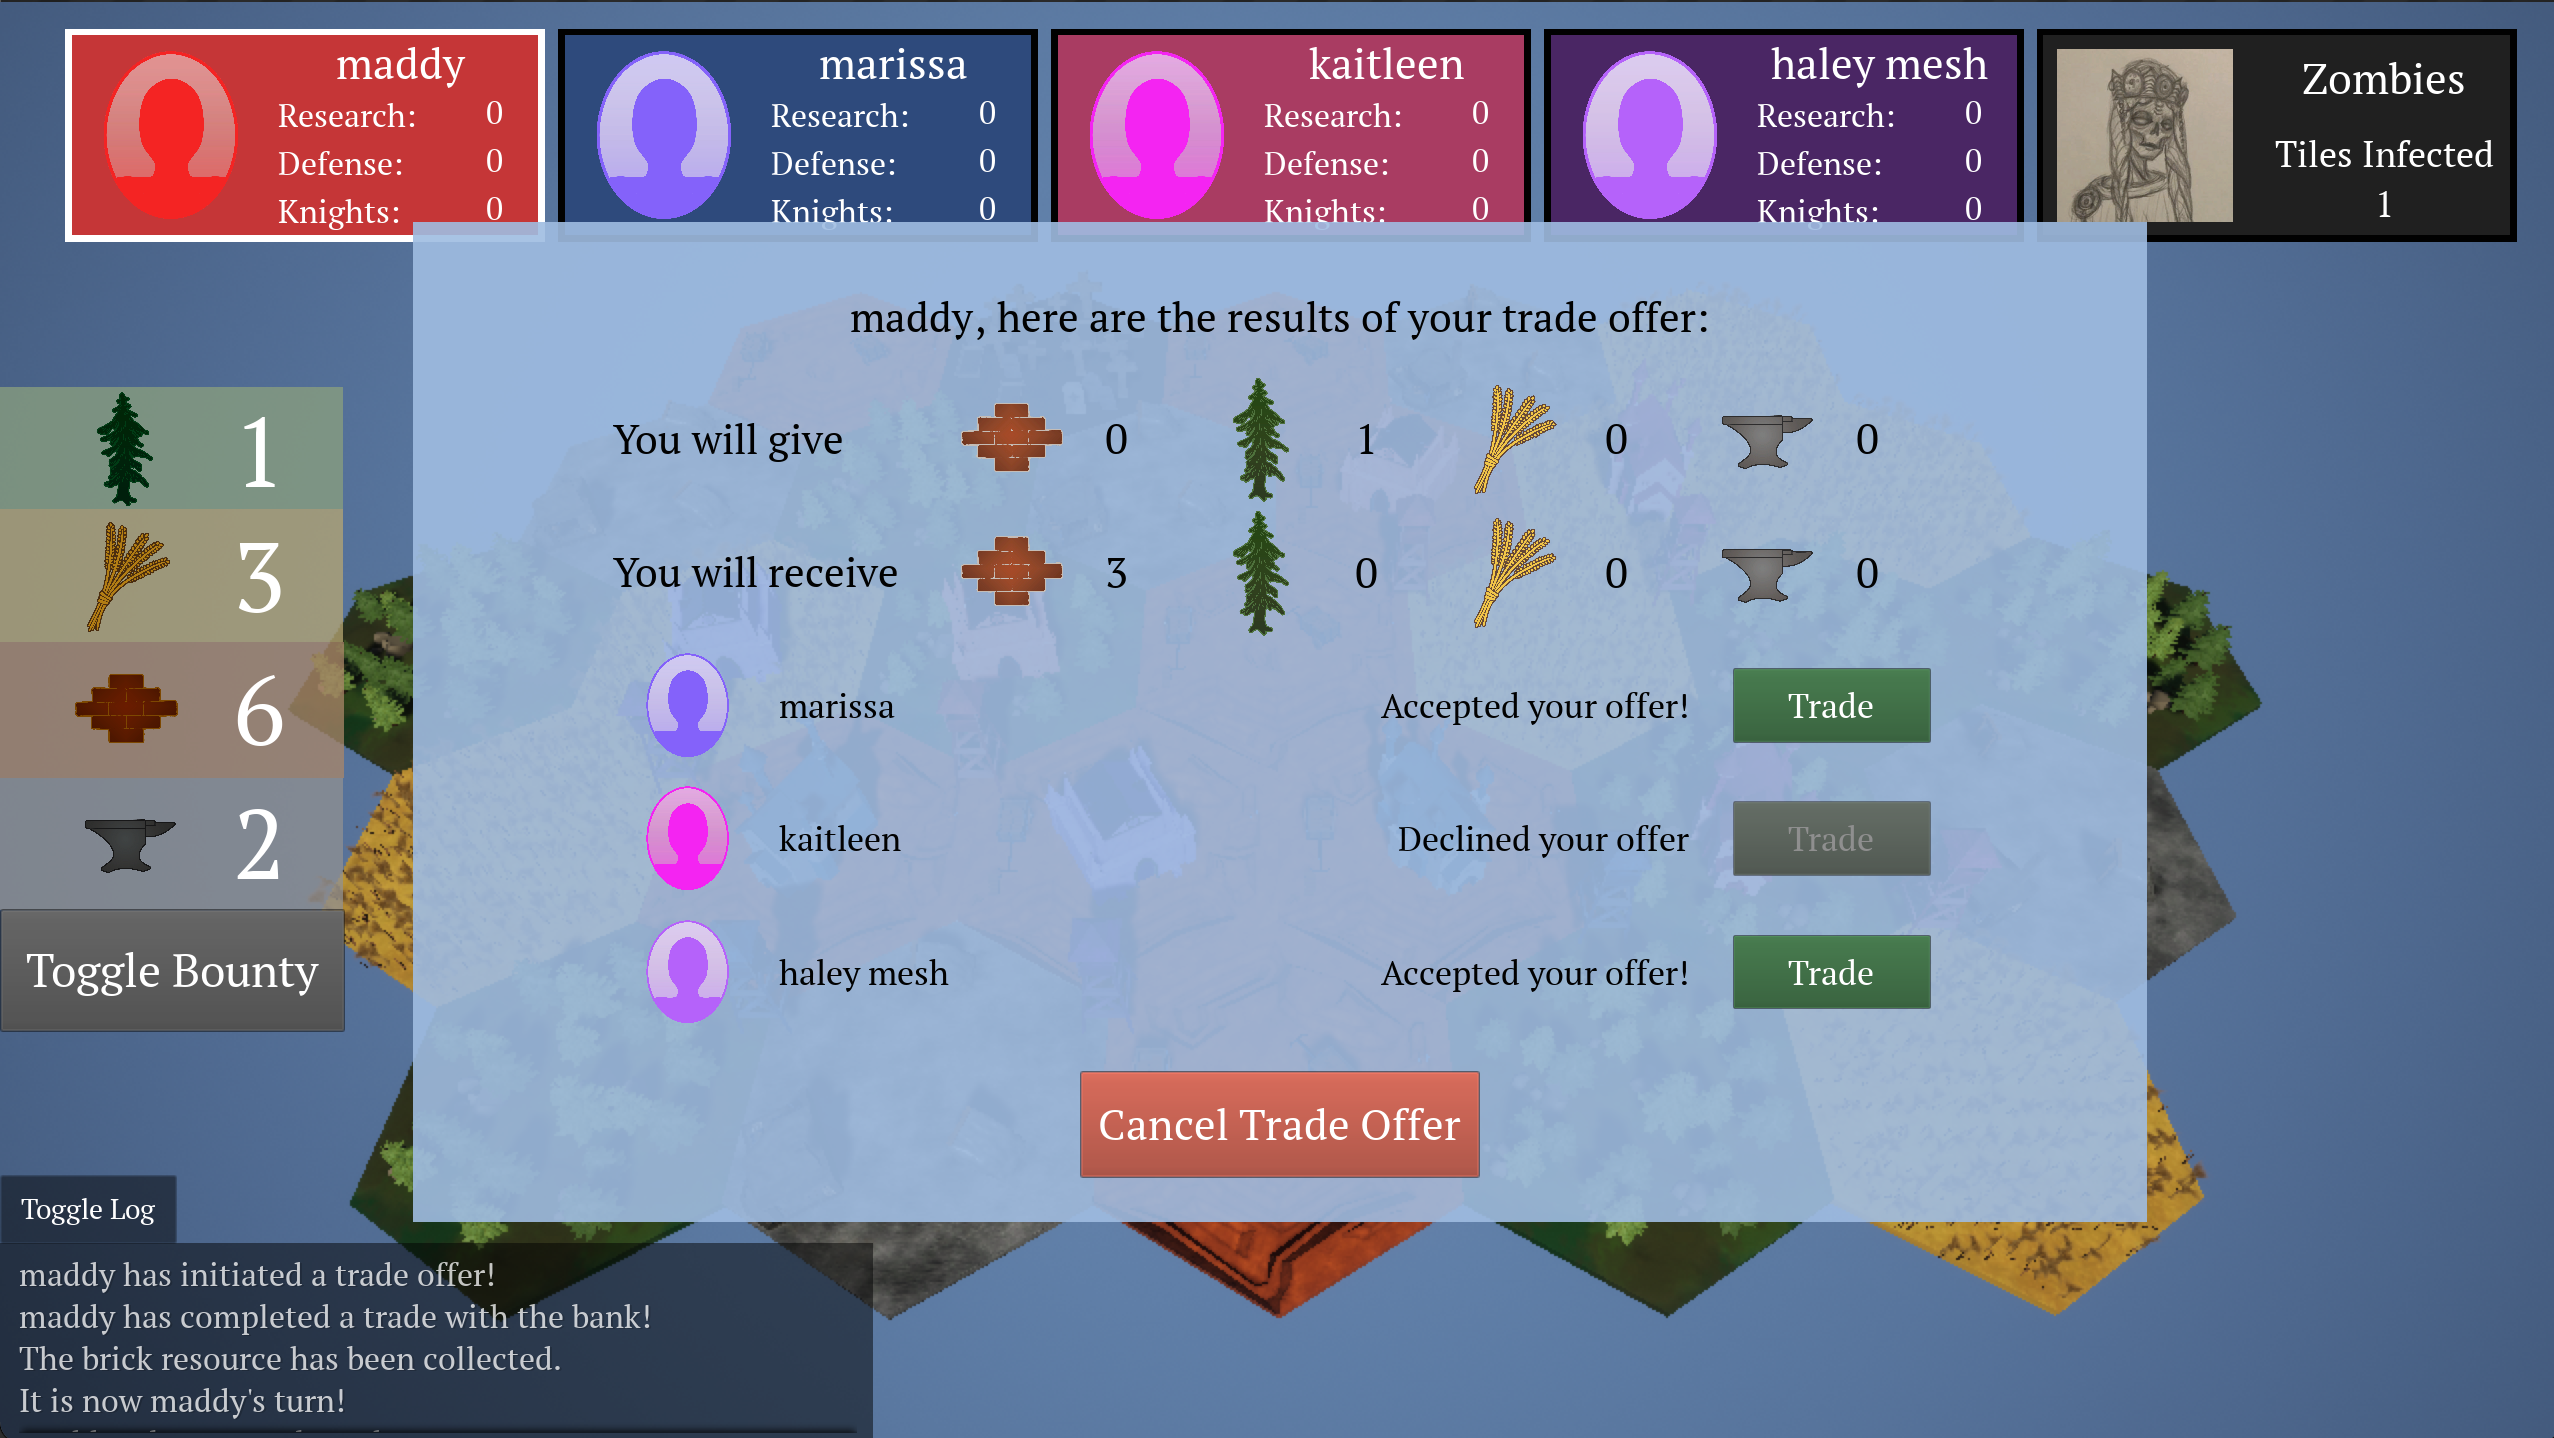 maddy
Research: 0
Defense: 0
Knights: 0
marissa
Research: 0
Defense: 0
Knights: 0
kaitleen
Research: 0
Defense: 0
Knights: 0
haley mesh
Research: 0
Defense: 0
Knights: 0
Zombies
Tiles Infected
1
maddy, here are the results of your trade offer:
You will give 0 1 0 0
You will receive 3 0 0 0
marissa Accepted your offer! Trade
kaitleen Declined your offer Trade
haley mesh Accepted your offer! Trade
Cancel Trade Offer
1
3
6
2
Toggle Bounty
Toggle Log
maddy has initiated a trade offer!
maddy has completed a trade with the bank!
The brick resource has been collected.
It is now maddy's turn!